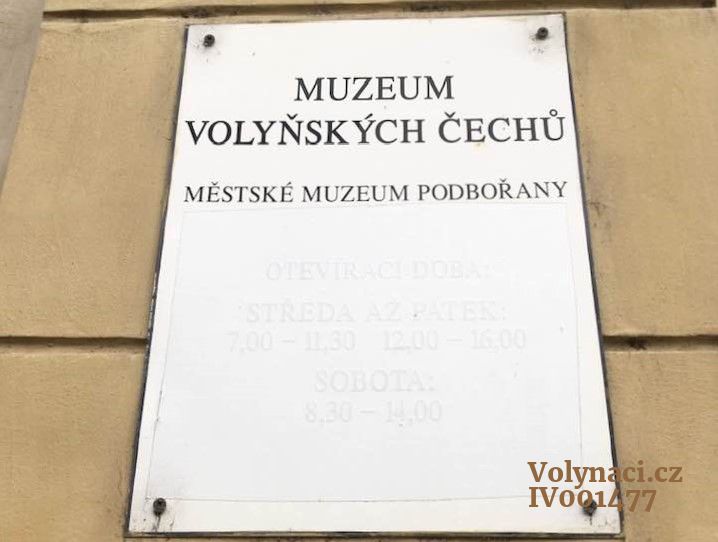 MUZEUM
VOLYŇSKÝCH ČECHŮ
MĚSTSKÉ MUZEUM PODBOŘANY
OTEVÍRACÍ DOBA:
STŘEDA AŽ PÁTEK:
7,00 – 11,30 12,00 – 16,00
SOBOTA:
8,30 – 14,00
Volynaci.cz
IV001477